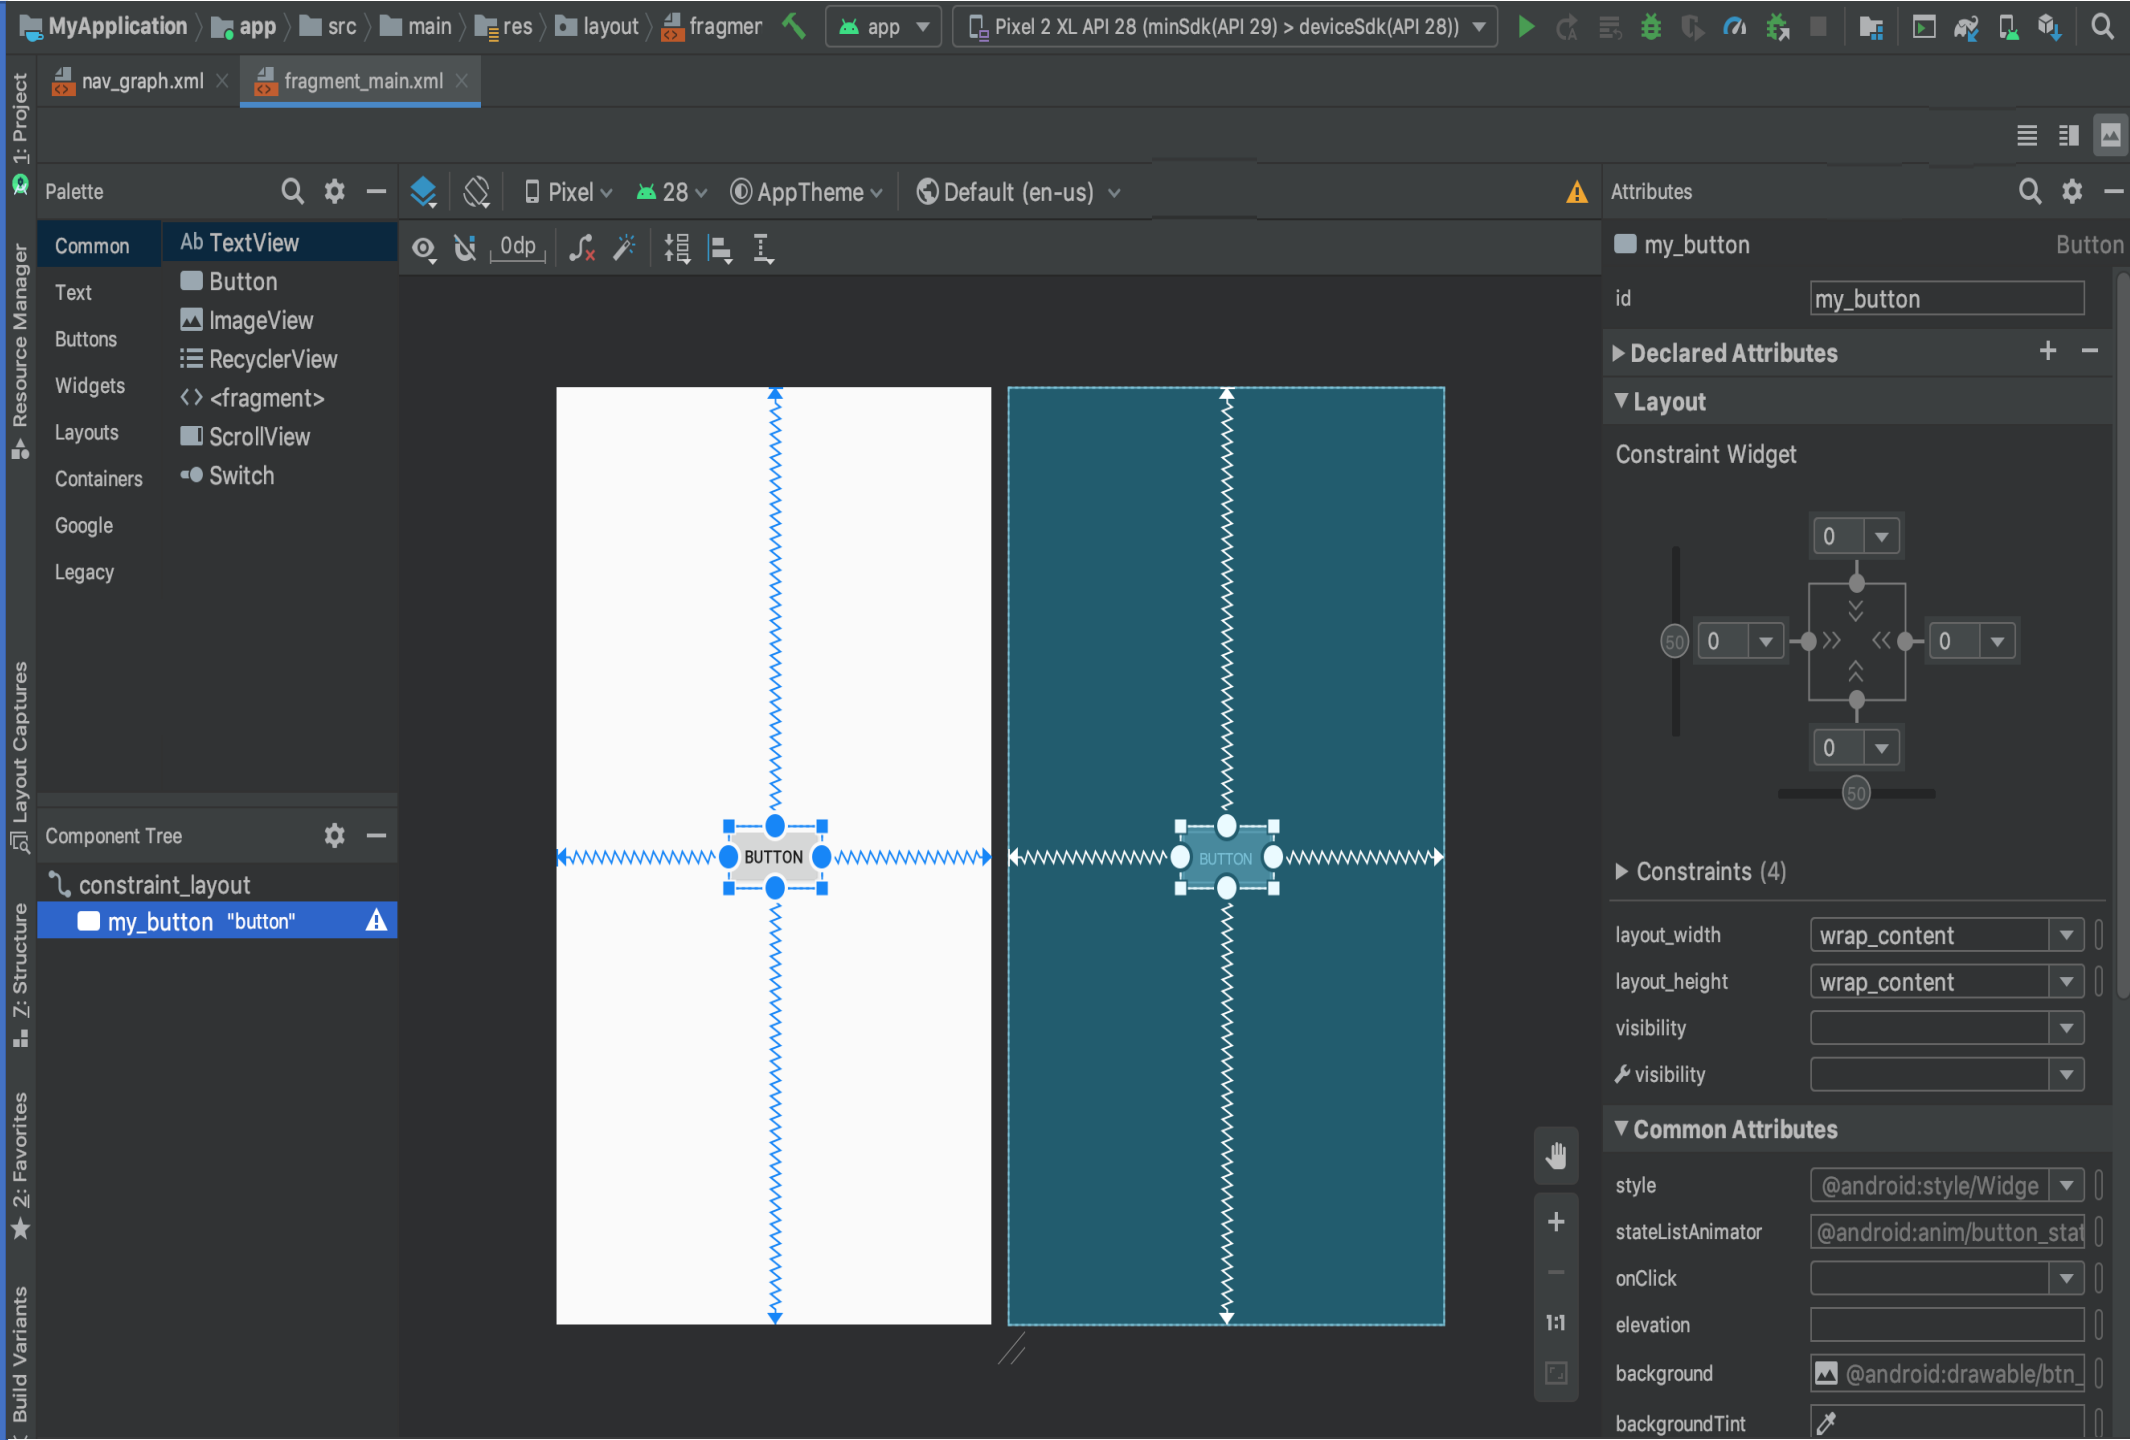 MyApplication app src main res layout fragmer app Pixel 2 XL API 28 (minSdk(API 29) > deviceSdk(API 28))
nav_graph.xml fragment_main.xml
1: Project
Resource Manager
Layout Captures
Z: Structure
2: Favorites
Build Variants
Palette
Common
Text
Buttons
Widgets
Layouts
Containers
Google
Legacy
Ab TextView
Button
ImageView
RecyclerView
<fragment>
ScrollView
Switch
Component Tree
constraint_layout
my_button "button"
Pixel 28 AppTheme Default (en-us)
0dp
BUTTON
BUTTON
1:1
Attributes
my_button Button
id my_button
Declared Attributes
Layout
Constraint Widget
0
50 0 0
0
50
Constraints (4)
layout_width wrap_content
layout_height wrap_content
visibility
visibility
Common Attributes
style @android:style/Widge
stateListAnimator @android:anim/button_stat
onClick
elevation
background @android:drawable/btn_
backgroundTint